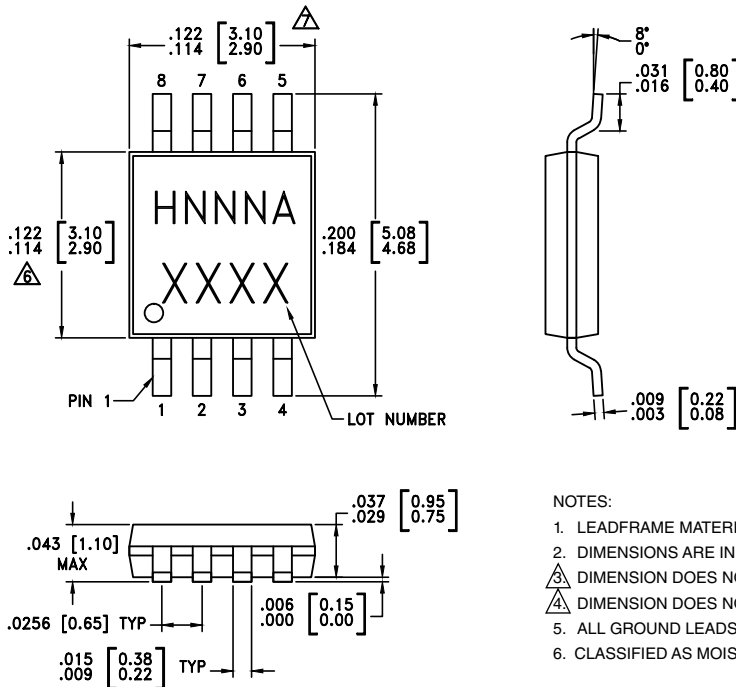 .122 [3.10]
.114 [2.90]
7
8 7 6 5
HNNNA
XXXX
.122 [3.10]
.114 [2.90]
6
.200 [5.08]
.184 [4.68]
PIN 1
1 2 3 4
LOT NUMBER
8°
0°
.031 [0.80]
.016 [0.40]
.009 [0.22]
.003 [0.08]
.043 [1.10]
MAX
.037 [0.95]
.029 [0.75]
.0256 [0.65] TYP
.006 [0.15]
.000 [0.00]
.015 [0.38]
.009 [0.22]
TYP
NOTES:
1. LEADFRAME MATERI
2. DIMENSIONS ARE IN
3. DIMENSION DOES NO
4. DIMENSION DOES NO
5. ALL GROUND LEADS
6. CLASSIFIED AS MOIS